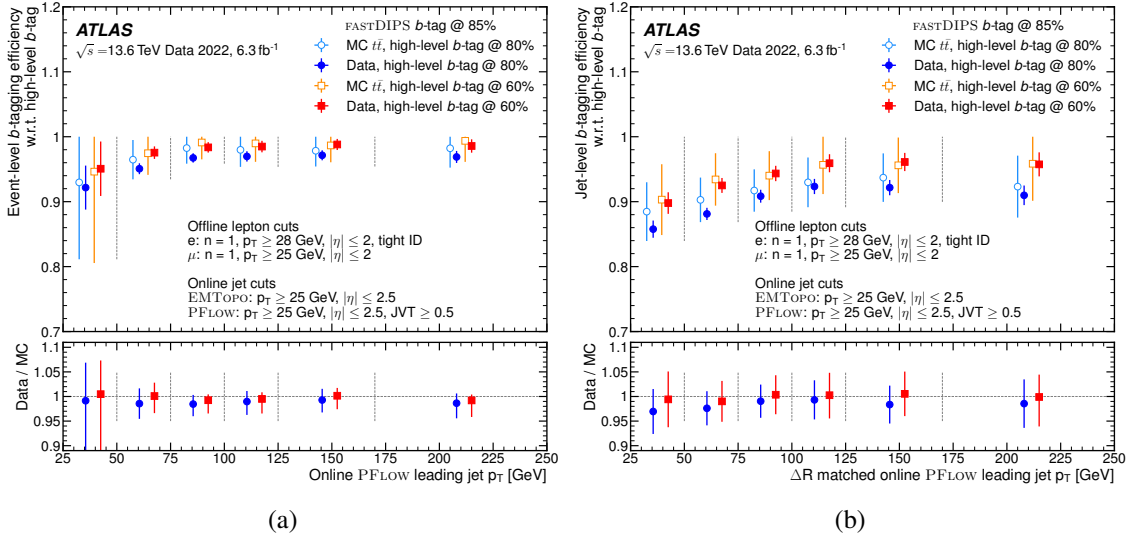 ATLAS
√s = 13.6 TeV Data 2022, 6.3 fb⁻¹
FASTDIPS b-tag @ 85%
MC tt̄, high-level b-tag @ 80%
Data, high-level b-tag @ 80%
MC tt̄, high-level b-tag @ 60%
Data, high-level b-tag @ 60%
Event-level b-tagging efficiency
w.r.t. high-level b-tag
1.2
1.1
1
0.9
0.8
0.7
Offline lepton cuts
e: n = 1, p_T ≥ 28 GeV, |η| ≤ 2, tight ID
μ: n = 1, p_T ≥ 25 GeV, |η| ≤ 2
Online jet cuts
EMTOPO: p_T ≥ 25 GeV, |η| ≤ 2.5
PFLOW: p_T ≥ 25 GeV, |η| ≤ 2.5, JVT ≥ 0.5
Data / MC
1.1
1.05
1
0.95
0.9
25 50 75 100 125 150 175 200 225 250
Online PFLOW leading jet p_T [GeV]
(a)
ATLAS
√s = 13.6 TeV Data 2022, 6.3 fb⁻¹
FASTDIPS b-tag @ 85%
MC tt̄, high-level b-tag @ 80%
Data, high-level b-tag @ 80%
MC tt̄, high-level b-tag @ 60%
Data, high-level b-tag @ 60%
Jet-level b-tagging efficiency
w.r.t. high-level b-tag
1.2
1.1
1
0.9
0.8
0.7
Offline lepton cuts
e: n = 1, p_T ≥ 28 GeV, |η| ≤ 2, tight ID
μ: n = 1, p_T ≥ 25 GeV, |η| ≤ 2
Online jet cuts
EMTOPO: p_T ≥ 25 GeV, |η| ≤ 2.5
PFLOW: p_T ≥ 25 GeV, |η| ≤ 2.5, JVT ≥ 0.5
Data / MC
1.1
1.05
1
0.95
0.9
25 50 75 100 125 150 175 200 225 250
ΔR matched online PFLOW leading jet p_T [GeV]
(b)